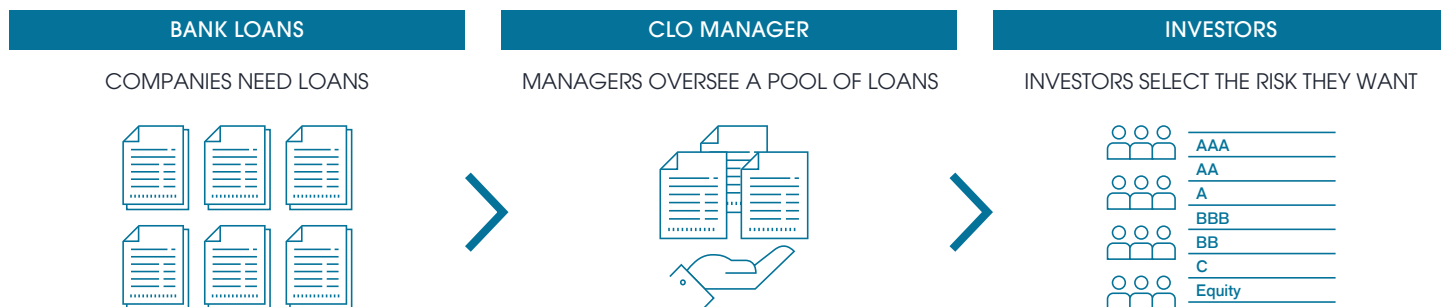 BANK LOANS
COMPANIES NEED LOANS
CLO MANAGER
MANAGERS OVERSEE A POOL OF LOANS
INVESTORS
INVESTORS SELECT THE RISK THEY WANT
AAA
AA
A
BBB
BB
C
Equity